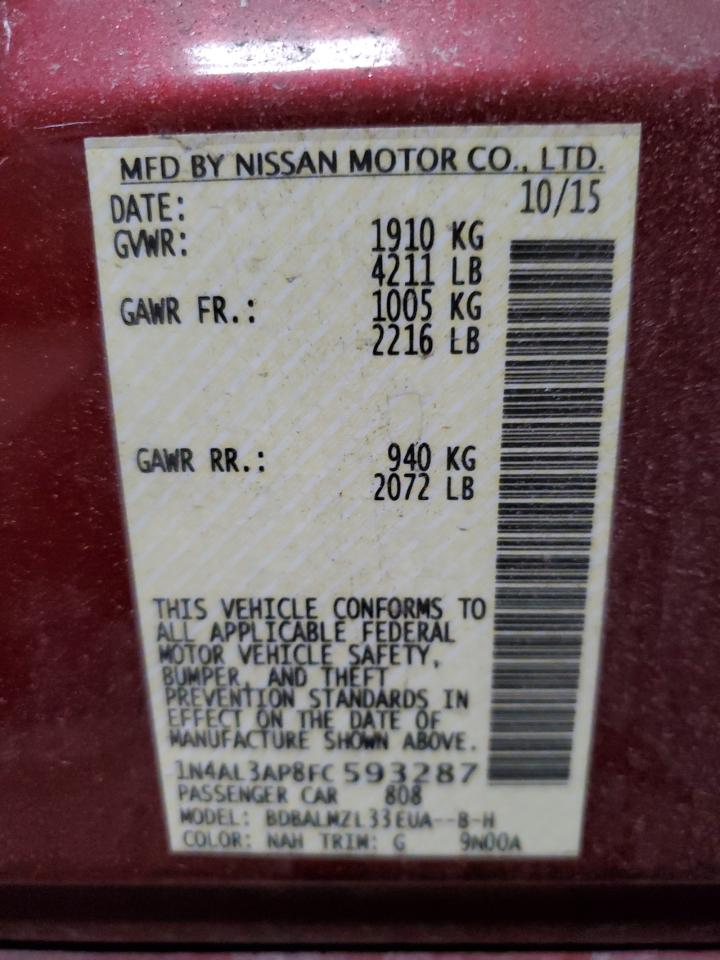 MFD BY NISSAN MOTOR CO., LTD.
DATE: 10/15
GVWR: 1910 KG
4211 LB
GAWR FR.: 1005 KG
2216 LB
GAWR RR.: 940 KG
2072 LB
THIS VEHICLE CONFORMS TO
ALL APPLICABLE FEDERAL
MOTOR VEHICLE SAFETY,
BUMPER, AND THEFT
PREVENTION STANDARDS IN
EFFECT ON THE DATE OF
MANUFACTURE SHOWN ABOVE.
1N4AL3AP8FC 593287
PASSENGER CAR 808
MODEL: BDBALMZL33EUA--B-H
COLOR: NAH TRIM: G 9N00A